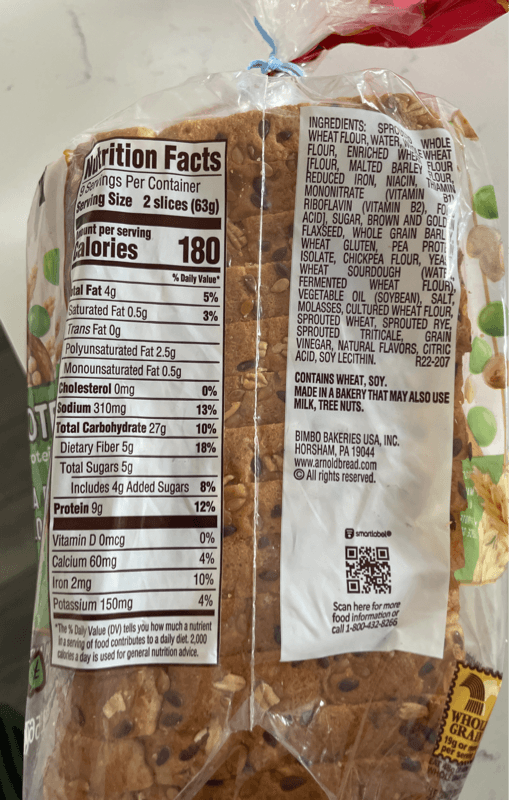 Nutrition Facts
Servings Per Container
Serving Size 2 slices (63g)
Amount per serving
Calories 180
% Daily Value*
Total Fat 4g 5%
Saturated Fat 0.5g 3%
Trans Fat 0g
Polyunsaturated Fat 2.5g
Monounsaturated Fat 0.5g
Cholesterol 0mg 0%
Sodium 310mg 13%
Total Carbohydrate 27g 10%
Dietary Fiber 5g 18%
Total Sugars 5g
Includes 4g Added Sugars 8%
Protein 9g 12%
Vitamin D 0mcg 0%
Calcium 60mg 4%
Iron 2mg 10%
Potassium 150mg 4%
*The % Daily Value (DV) tells you how much a nutrient
in a serving of food contributes to a daily diet. 2,000
calories a day is used for general nutrition advice.
INGREDIENTS: WHOLE
WHEAT FLOUR, WATER, WHEAT
FLOUR, ENRICHED FLOUR
[FLOUR, MALTED BARLEY FLOUR,
REDUCED IRON, NIACIN, THIAMIN
MONONITRATE (VITAMIN B1),
RIBOFLAVIN (VITAMIN B2),
ACID], SUGAR, BROWN AND GOLD
FLAXSEED, WHOLE GRAIN
WHEAT GLUTEN, PEA
ISOLATE, CHICKPEA FLOUR,
WHEAT SOURDOUGH
FERMENTED WHEAT FLOUR),
VEGETABLE OIL (SOYBEAN), SALT,
MOLASSES, CULTURED WHEAT FLOUR,
SPROUTED WHEAT, SPROUTED RYE,
SPROUTED TRITICALE, GRAIN
VINEGAR, NATURAL FLAVORS, CITRIC
ACID, SOY LECITHIN. R22-207
CONTAINS WHEAT, SOY.
MADE IN A BAKERY THAT MAY ALSO USE
MILK, TREE NUTS.
BIMBO BAKERIES USA, INC.
HORSHAM, PA 19044
www.arnoldbread.com
© All rights reserved.
smartlabel
Scan here for more
food information or
call 1-800-432-8266
WHOLE
GRAIN
19g or more
per serving